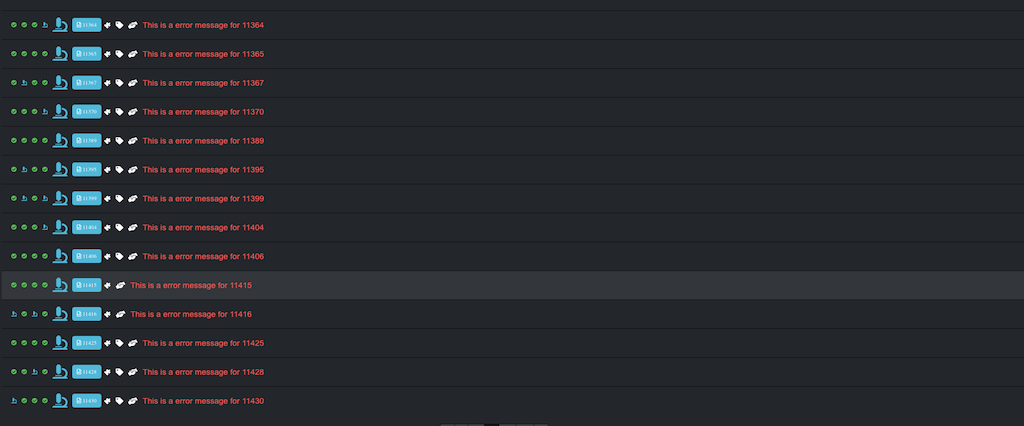 11364 This is a error message for 11364
11365 This is a error message for 11365
11367 This is a error message for 11367
11370 This is a error message for 11370
11389 This is a error message for 11389
11395 This is a error message for 11395
11399 This is a error message for 11399
11404 This is a error message for 11404
11406 This is a error message for 11406
11415 This is a error message for 11415
11416 This is a error message for 11416
11425 This is a error message for 11425
11428 This is a error message for 11428
11430 This is a error message for 11430